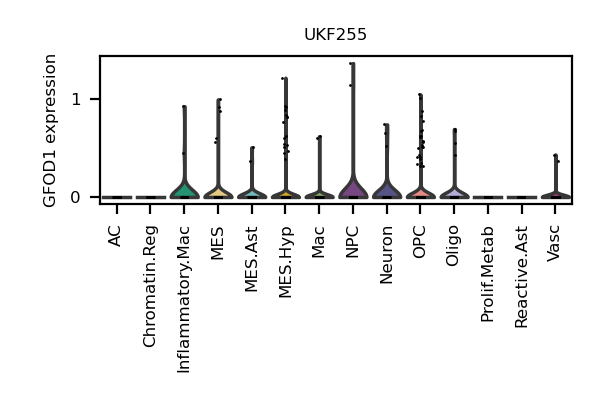 UKF255
GFOD1 expression
1
0
AC
Chromatin.Reg
Inflammatory.Mac
MES
MES.Ast
MES.Hyp
Mac
NPC
Neuron
OPC
Oligo
Prolif.Metab
Reactive.Ast
Vasc